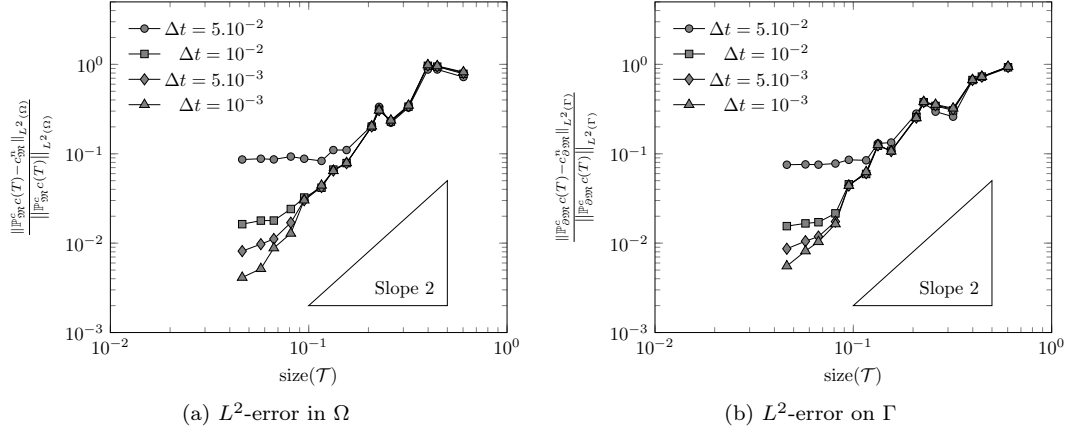 10^0
10^{-1}
10^{-2}
10^{-3}
10^{-2}
10^{-1}
10^0
Δt = 5.10^{-2}
Δt = 10^{-2}
Δt = 5.10^{-3}
Δt = 10^{-3}
Slope 2
size(𝒯)
||ℙ^c_𝔐 c(T)−c^n_𝔐||_{L^2(Ω)}
||ℙ^c_𝔐 c(T)||_{L^2(Ω)}
(a) L^2-error in Ω
10^0
10^{-1}
10^{-2}
10^{-3}
10^{-2}
10^{-1}
10^0
Δt = 5.10^{-2}
Δt = 10^{-2}
Δt = 5.10^{-3}
Δt = 10^{-3}
Slope 2
size(𝒯)
||ℙ^c_{∂𝔐} c(T)−c^n_{∂𝔐}||_{L^2(Γ)}
||ℙ^c_{∂𝔐} c(T)||_{L^2(Γ)}
(b) L^2-error on Γ